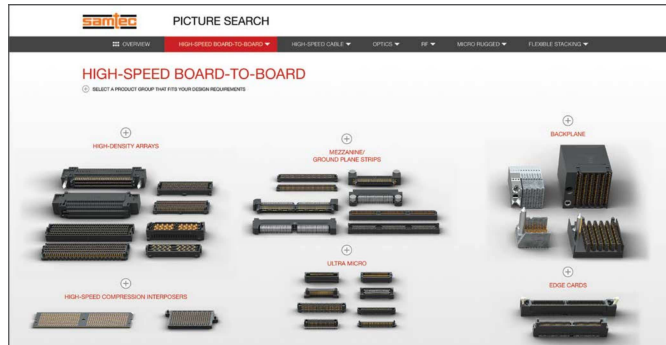 samtec PICTURE SEARCH
OVERVIEW HIGH-SPEED BOARD-TO-BOARD HIGH-SPEED CABLE OPTICS RF MICRO RUGGED FLEXIBLE STACKING
HIGH-SPEED BOARD-TO-BOARD
SELECT A PRODUCT GROUP THAT FITS YOUR DESIGN REQUIREMENTS
HIGH-DENSITY ARRAYS
MEZZANINE/
GROUND PLANE STRIPS
BACKPLANE
HIGH-SPEED COMPRESSION INTERPOSERS
ULTRA MICRO
EDGE CARDS